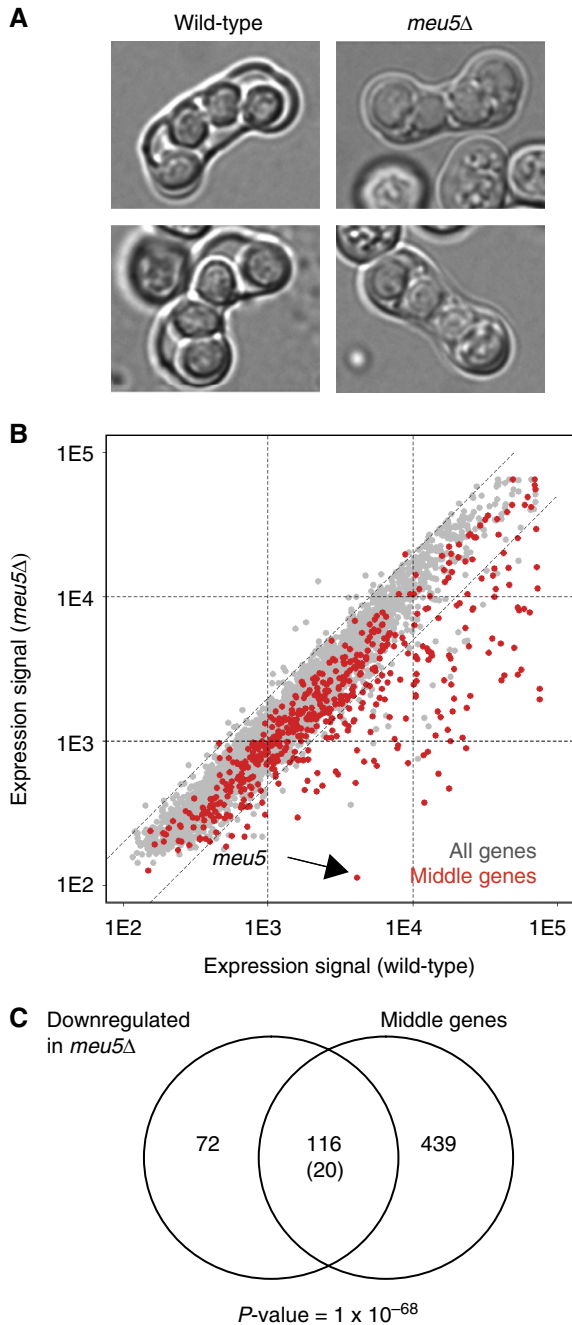 A
Wild-type
meu5Δ
B
1E5
1E4
1E3
1E2
Expression signal (meu5Δ)
meu5
All genes
Middle genes
1E2
1E3
1E4
1E5
Expression signal (wild-type)
C
Downregulated
in meu5Δ
Middle genes
72
116
(20)
439
P-value = 1 x 10⁻⁶⁸